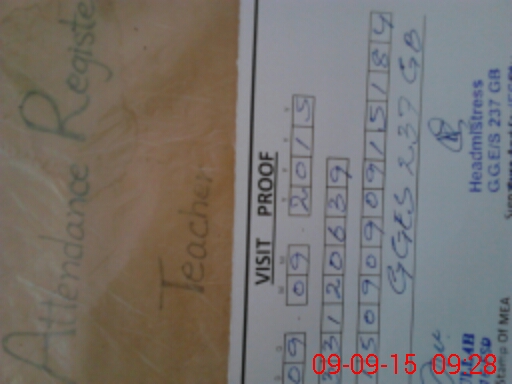 Attendance Register
Teacher
VISIT PROOF
09 . 09 . 2015
3120639
509090915184
GGES 237 GB
Headmistress
G.G.E/S 237 GB
09-09-15 09:28